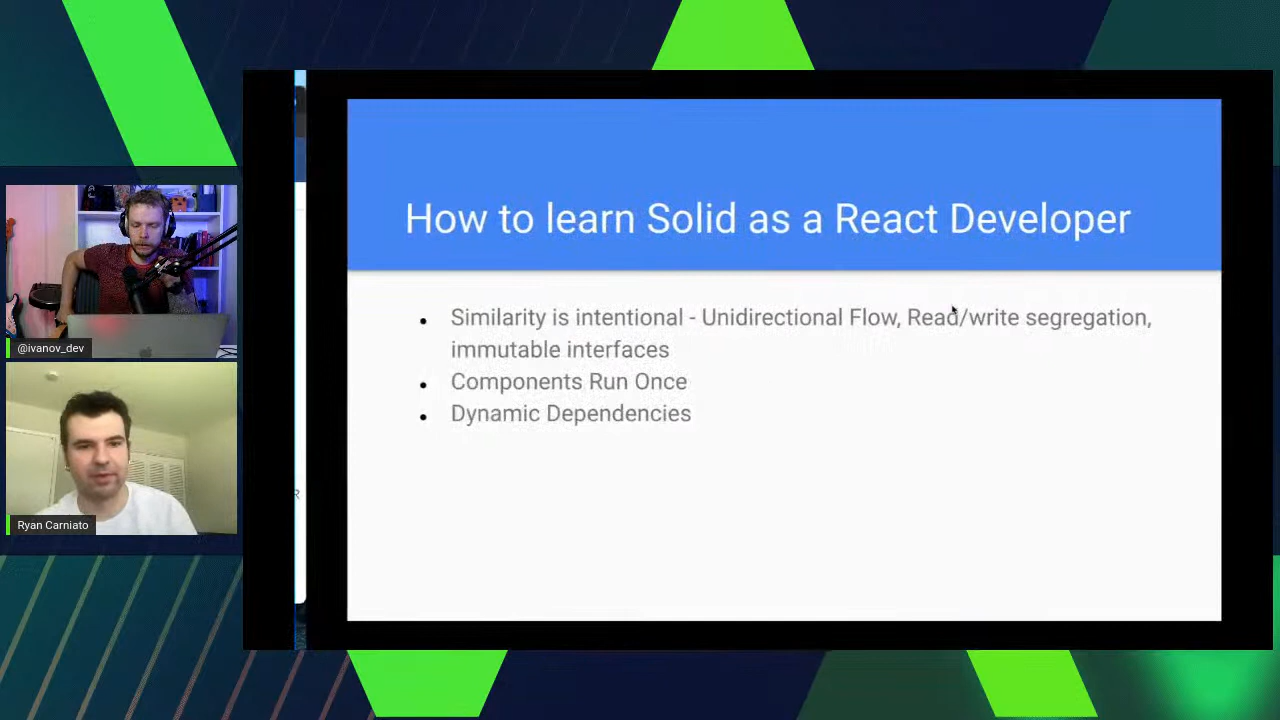 How to learn Solid as a React Developer
Similarity is intentional - Unidirectional Flow, Read/write segregation,
immutable interfaces
Components Run Once
Dynamic Dependencies
@ivanov_dev
Ryan Carniato
R